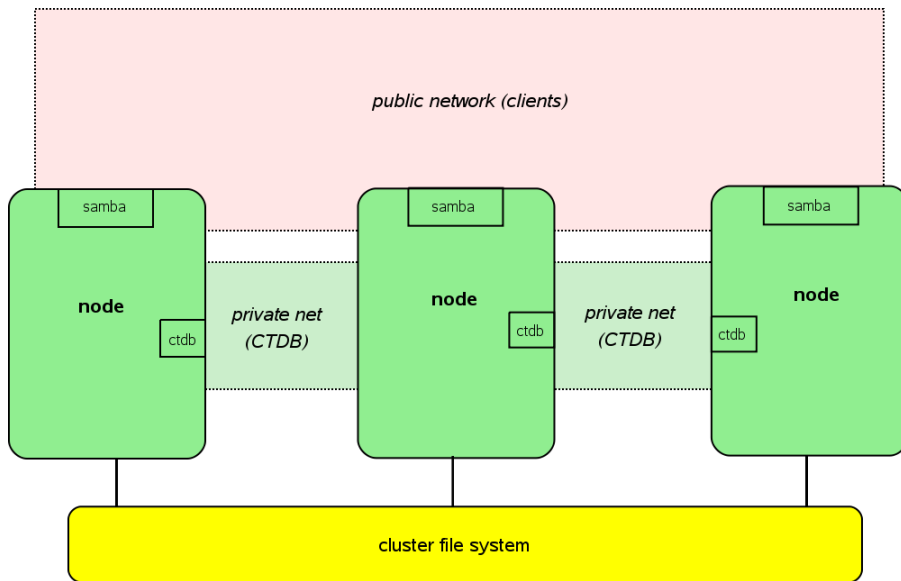 public network (clients)
samba
samba
samba
node
node
node
private net
(CTDB)
private net
(CTDB)
ctdb
ctdb
ctdb
cluster file system